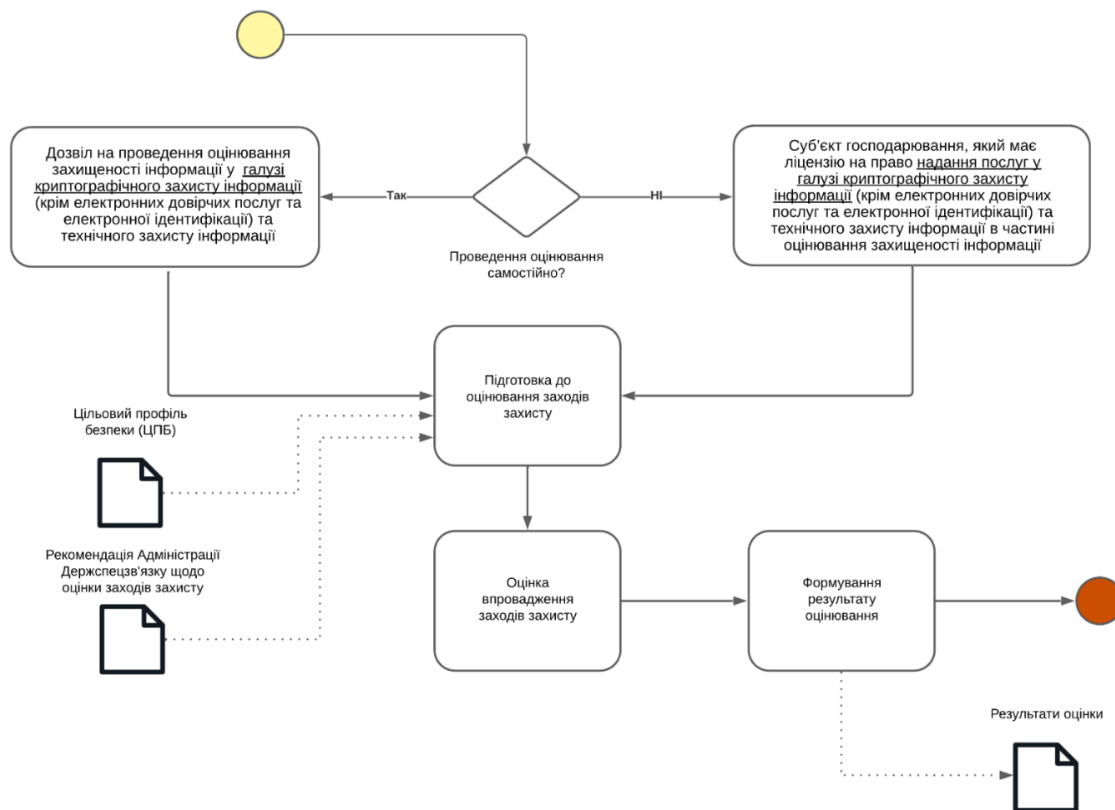 Дозвіл на проведення оцінювання
захищеності інформації у галузі
криптографічного захисту інформації
(крім електронних довірчих послуг та
електронної ідентифікації) та
технічного захисту інформації
Так
НІ
Проведення оцінювання
самостійно?
Суб'єкт господарювання, який має
ліцензію на право надання послуг у
галузі криптографічного захисту
інформації (крім електронних довірчих
послуг та електронної ідентифікації) та
технічного захисту інформації в частині
оцінювання захищеності інформації
Підготовка до
оцінювання заходів
захисту
Цільовий профіль
безпеки (ЦПБ)
Рекомендація Адміністрації
Держспецзв'язку щодо
оцінки заходів захисту
Оцінка
впровадження
заходів захисту
Формування
результату
оцінювання
Результати оцінки